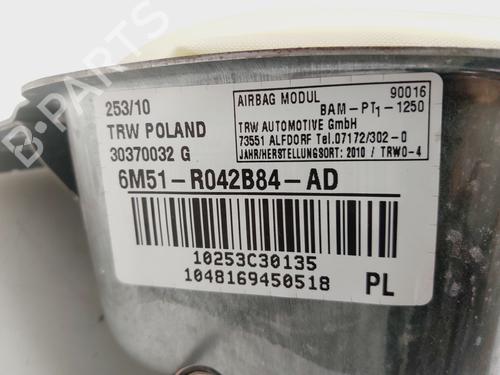 253/10
TRW POLAND
30370032 G
AIRBAG MODUL 90016
BAM-PT1-1250
TRW AUTOMOTIVE GmbH
73551 ALFDORF Tel.07172/302-0
JAHR/HERSTELLUNGSORT: 2010 / TRWO-4
6M51-R042B84-AD
10253C30135
1048169450518 PL